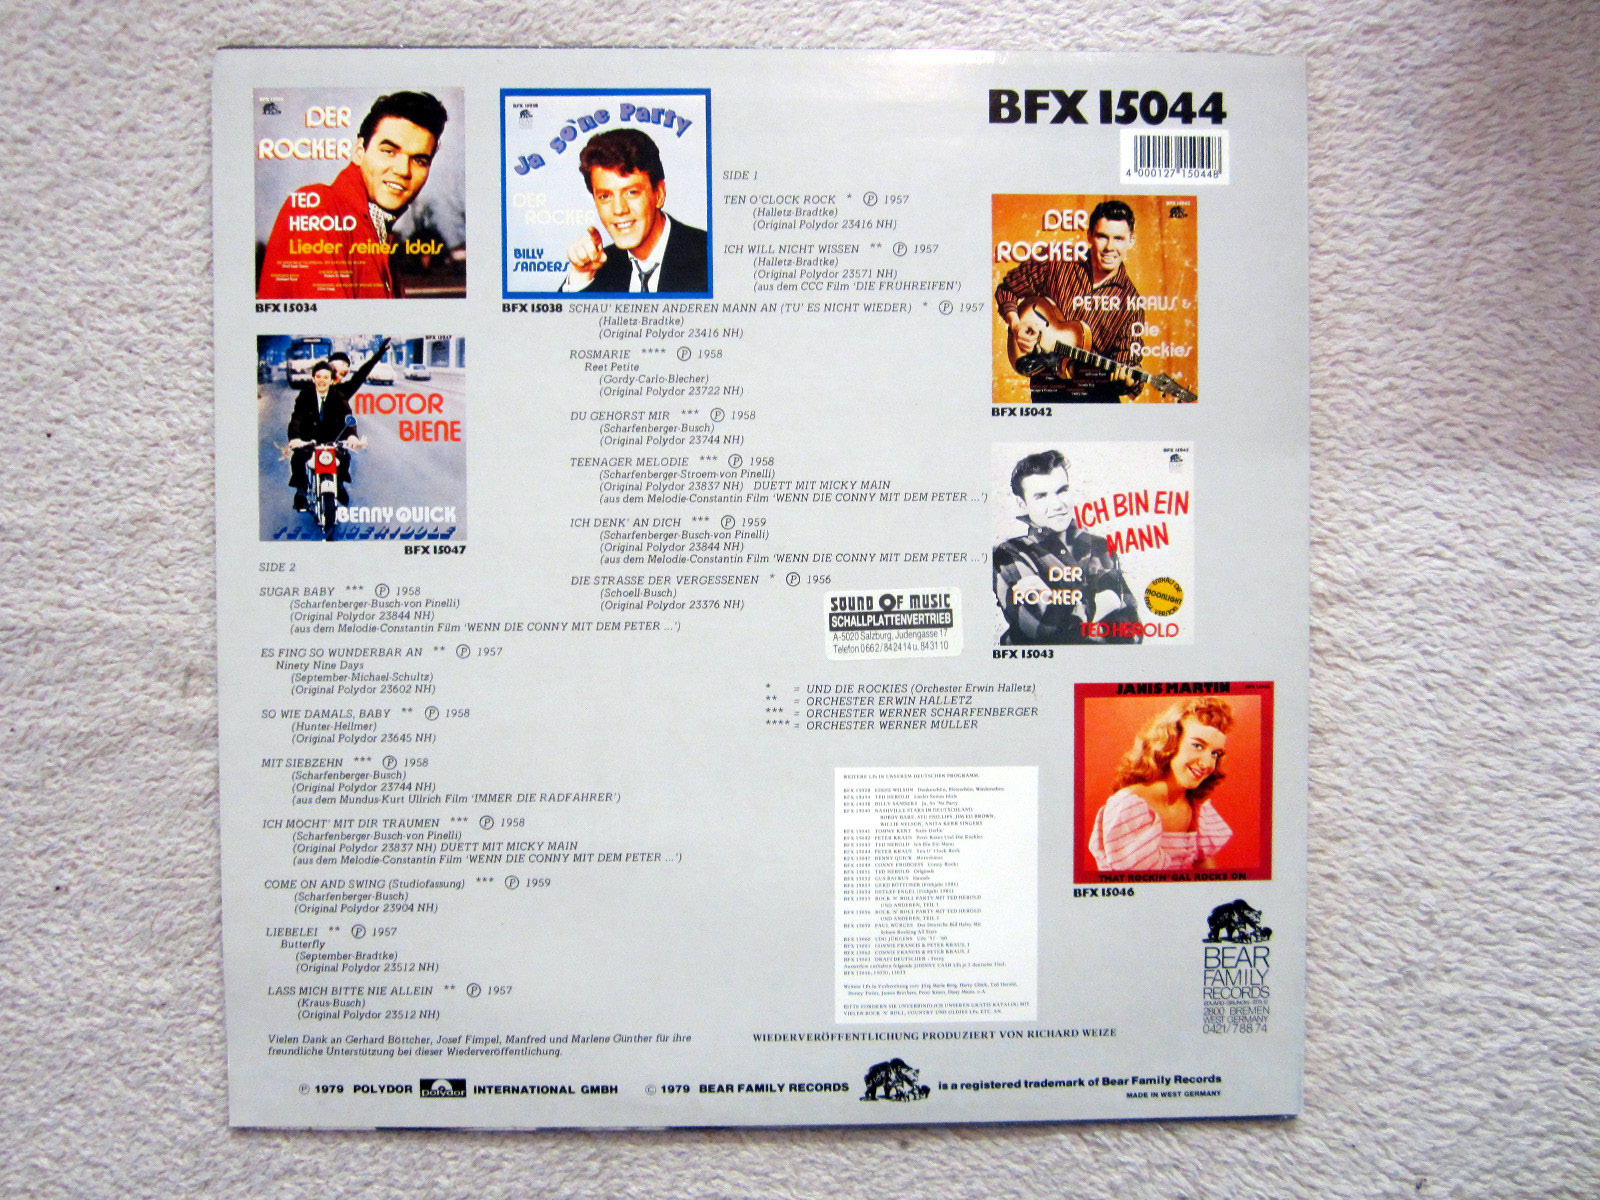 BFX 15044
4 000127 150448
DER
ROCKER
TED
HEROLD
Lieder seines Idols
BFX 15034
Ja so'ne Party
DER
ROCKER
BILLY
SANDERS
BFX 15038
MOTOR
BIENE
BENNY QUICK
BFX 15047
DER
ROCKER
PETER KRAUS &
Die
Rockies
BFX 15042
ICH BIN EIN
MANN
DER
ROCKER
MOONLIGHT
TED HEROLD
BFX 15043
JANIS MARTIN
THAT ROCKIN' GAL ROCKS ON
BFX 15046
SIDE 1
TEN O'CLOCK ROCK * Ⓟ 1957
(Halletz-Bradtke)
(Original Polydor 23416 NH)
ICH WILL NICHT WISSEN ** Ⓟ 1957
(Halletz-Bradtke)
(Original Polydor 23571 NH)
(aus dem CCC Film 'DIE FRÜHREIFEN')
SCHAU' KEINEN ANDEREN MANN AN (TU' ES NICHT WIEDER) * Ⓟ 1957
(Halletz-Bradtke)
(Original Polydor 23416 NH)
ROSMARIE **** Ⓟ 1958
Reet Petite
(Gordy-Carlo-Blecher)
(Original Polydor 23722 NH)
DU GEHÖRST MIR *** Ⓟ 1958
(Scharfenberger-Busch)
(Original Polydor 23744 NH)
TEENAGER MELODIE *** Ⓟ 1958
(Scharfenberger-Stroem-von Pinelli)
(Original Polydor 23837 NH) DUETT MIT MICKY MAIN
(aus dem Melodie-Constantin Film 'WENN DIE CONNY MIT DEM PETER ...')
ICH DENK' AN DICH *** Ⓟ 1959
(Scharfenberger-Busch-von Pinelli)
(Original Polydor 23844 NH)
(aus dem Melodie-Constantin Film 'WENN DIE CONNY MIT DEM PETER ...')
DIE STRASSE DER VERGESSENEN * Ⓟ 1956
(Schoell-Busch)
(Original Polydor 23376 NH)
SOUND OF MUSIC
SCHALLPLATTENVERTRIEB
A-5020 Salzburg, Judengasse 17
Telefon 0662/842414 u. 843110
SIDE 2
SUGAR BABY *** Ⓟ 1958
(Scharfenberger-Busch-von Pinelli)
(Original Polydor 23844 NH)
(aus dem Melodie-Constantin Film 'WENN DIE CONNY MIT DEM PETER ...')
ES FING SO WUNDERBAR AN ** Ⓟ 1957
Ninety Nine Days
(September-Michael-Schultz)
(Original Polydor 23602 NH)
SO WIE DAMALS, BABY ** Ⓟ 1958
(Hunter-Hellmer)
(Original Polydor 23645 NH)
MIT SIEBZEHN *** Ⓟ 1958
(Scharfenberger-Busch)
(Original Polydor 23744 NH)
(aus dem Mundus-Kurt Ullrich Film 'IMMER DIE RADFAHRER')
ICH MÖCHT' MIT DIR TRÄUMEN *** Ⓟ 1958
(Scharfenberger-Busch-von Pinelli)
(Original Polydor 23837 NH) DUETT MIT MICKY MAIN
(aus dem Melodie-Constantin Film 'WENN DIE CONNY MIT DEM PETER ...')
COME ON AND SWING (Studiofassung) *** Ⓟ 1959
(Scharfenberger-Busch)
(Original Polydor 23904 NH)
LIEBELEI ** Ⓟ 1957
Butterfly
(September-Bradtke)
(Original Polydor 23512 NH)
LASS MICH BITTE NIE ALLEIN ** Ⓟ 1957
(Kraus-Busch)
(Original Polydor 23512 NH)
* = UND DIE ROCKIES (Orchester Erwin Halletz)
** = ORCHESTER ERWIN HALLETZ
*** = ORCHESTER WERNER SCHARFENBERGER
**** = ORCHESTER WERNER MÜLLER
WEITERE LPs IN UNSEREM DEUTSCHEN PROGRAMM:
BEAR
FAMILY
RECORDS
2800 BREMEN
WEST GERMANY
0421/788 74
Vielen Dank an Gerhard Böttcher, Josef Fimpel, Manfred und Marlene Günther für ihre
freundliche Unterstützung bei dieser Wiederveröffentlichung.
WIEDERVERÖFFENTLICHUNG PRODUZIERT VON RICHARD WEIZE
Ⓟ 1979 POLYDOR Polydor INTERNATIONAL GMBH © 1979 BEAR FAMILY RECORDS is a registered trademark of Bear Family Records
MADE IN WEST GERMANY